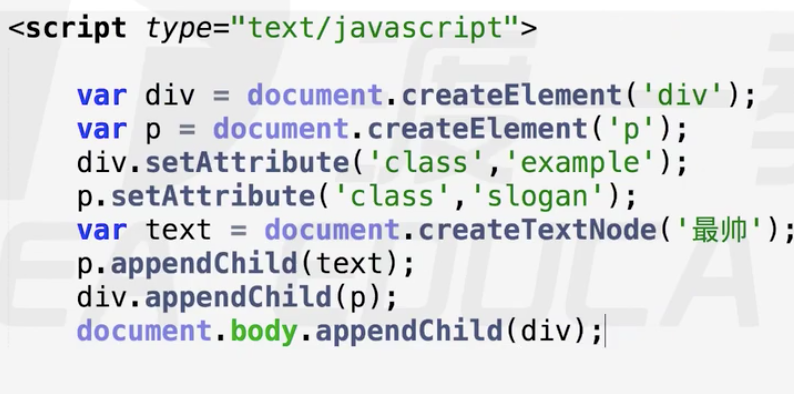 <script type="text/javascript">
var div = document.createElement('div');
var p = document.createElement('p');
div.setAttribute('class','example');
p.setAttribute('class','slogan');
var text = document.createTextNode('最帅');
p.appendChild(text);
div.appendChild(p);
document.body.appendChild(div);